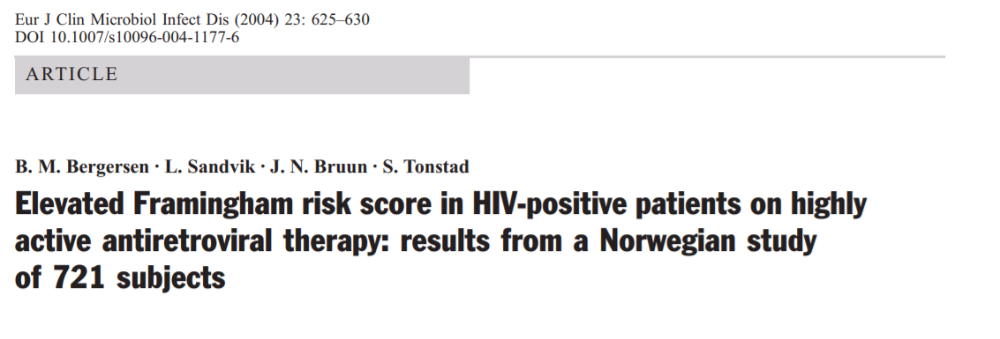 Eur J Clin Microbiol Infect Dis (2004) 23: 625–630
DOI 10.1007/s10096-004-1177-6
ARTICLE
B. M. Bergersen · L. Sandvik · J. N. Bruun · S. Tonstad
Elevated Framingham risk score in HIV-positive patients on highly
active antiretroviral therapy: results from a Norwegian study
of 721 subjects